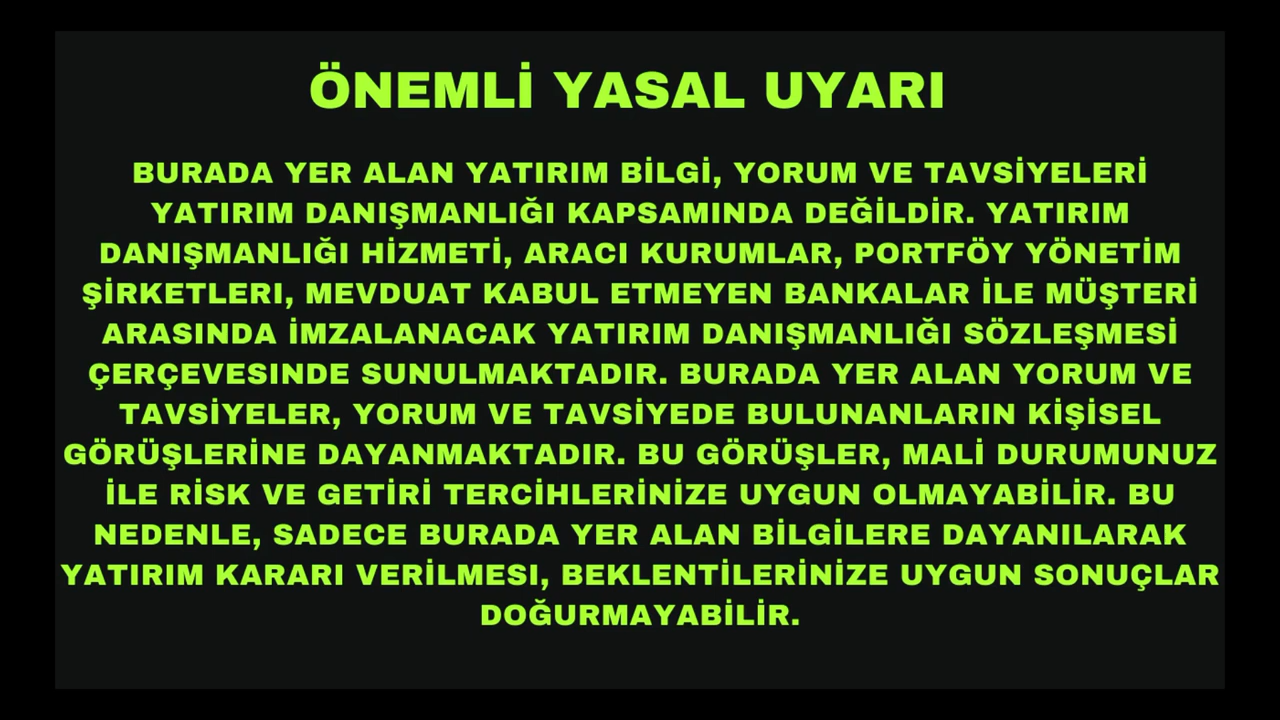 ÖNEMLİ YASAL UYARI
BURADA YER ALAN YATIRIM BİLGİ, YORUM VE TAVSİYELERİ
YATIRIM DANIŞMANLIĞI KAPSAMINDA DEĞİLDİR. YATIRIM
DANIŞMANLIĞI HİZMETİ, ARACI KURUMLAR, PORTFÖY YÖNETİM
ŞİRKETLERI, MEVDUAT KABUL ETMEYEN BANKALAR İLE MÜŞTERİ
ARASINDA İMZALANACAK YATIRIM DANIŞMANLIĞI SÖZLEŞMESİ
ÇERÇEVESINDE SUNULMAKTADIR. BURADA YER ALAN YORUM VE
TAVSİYELER, YORUM VE TAVSİYEDE BULUNANLARIN KİŞİSEL
GÖRÜŞLERİNE DAYANMAKTADIR. BU GÖRÜŞLER, MALİ DURUMUNUZ
İLE RİSK VE GETİRİ TERCİHLERİNİZE UYGUN OLMAYABİLİR. BU
NEDENLE, SADECE BURADA YER ALAN BİLGİLERE DAYANILARAK
YATIRIM KARARI VERİLMESI, BEKLENTİLERİNİZE UYGUN SONUÇLAR
DOĞURMAYABİLİR.